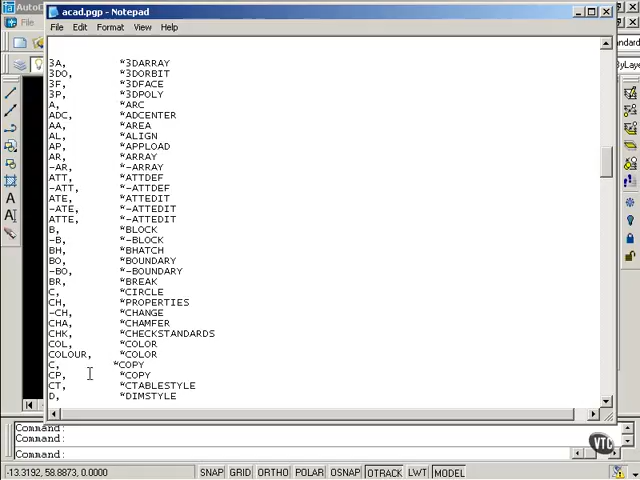 AutoC
acad.pgp - Notepad
File
File Edit Format View Help
andard
ByLaye
3A, *3DARRAY
3DO, *3DORBIT
3F, *3DFACE
3P, *3DPOLY
A, *ARC
ADC, *ADCENTER
AA, *AREA
AL, *ALIGN
AP, *APPLOAD
AR, *ARRAY
-AR, *-ARRAY
ATT, *ATTDEF
-ATT, *-ATTDEF
ATE, *ATTEDIT
-ATE, *-ATTEDIT
ATTE, *-ATTEDIT
B, *BLOCK
-B, *-BLOCK
BH, *BHATCH
BO, *BOUNDARY
-BO, *-BOUNDARY
BR, *BREAK
C, *CIRCLE
CH, *PROPERTIES
-CH, *CHANGE
CHA, *CHAMFER
CHK, *CHECKSTANDARDS
COL, *COLOR
COLOUR, *COLOR
C, *COPY
CP, *COPY
CT, *CTABLESTYLE
D, *DIMSTYLE
Command:
Command:
Command:
VTC
-13.3192, 58.8873, 0.0000 SNAP GRID ORTHO POLAR OSNAP OTRACK LWT MODEL